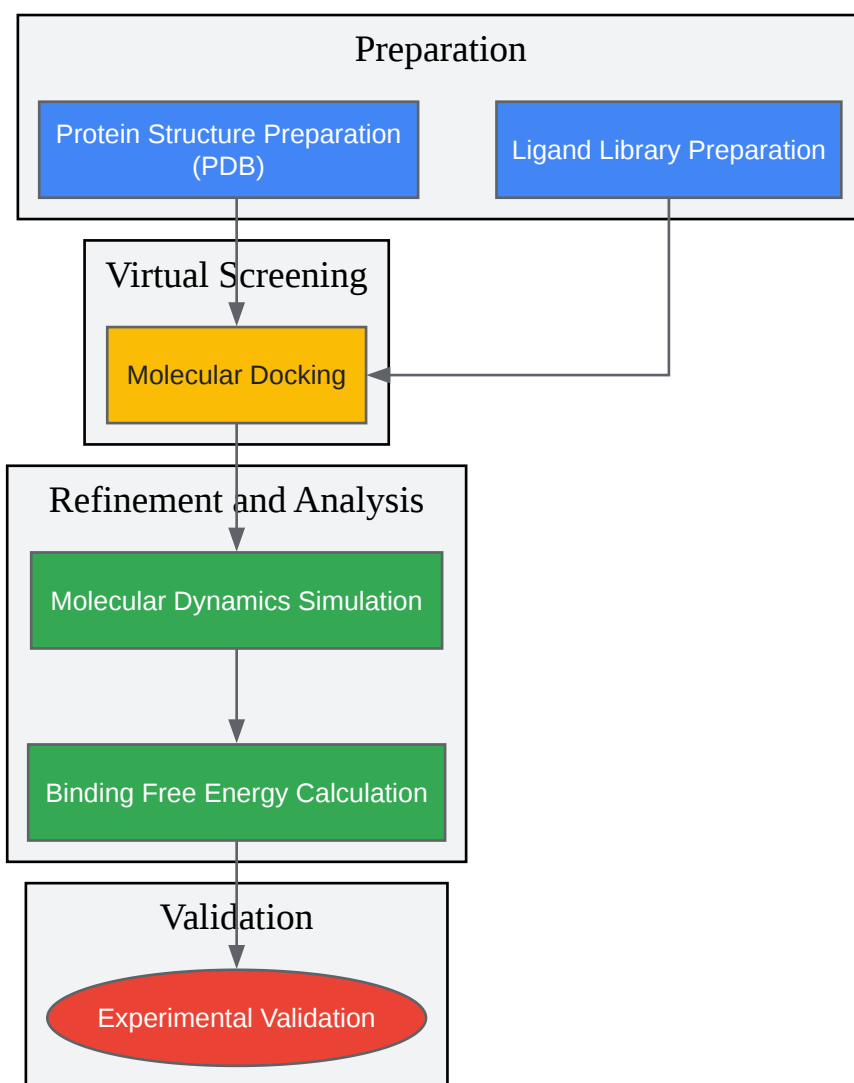 Preparation
Protein Structure Preparation
(PDB)
Ligand Library Preparation
Virtual Screening
Molecular Docking
Refinement and Analysis
Molecular Dynamics Simulation
Binding Free Energy Calculation
Validation
Experimental Validation